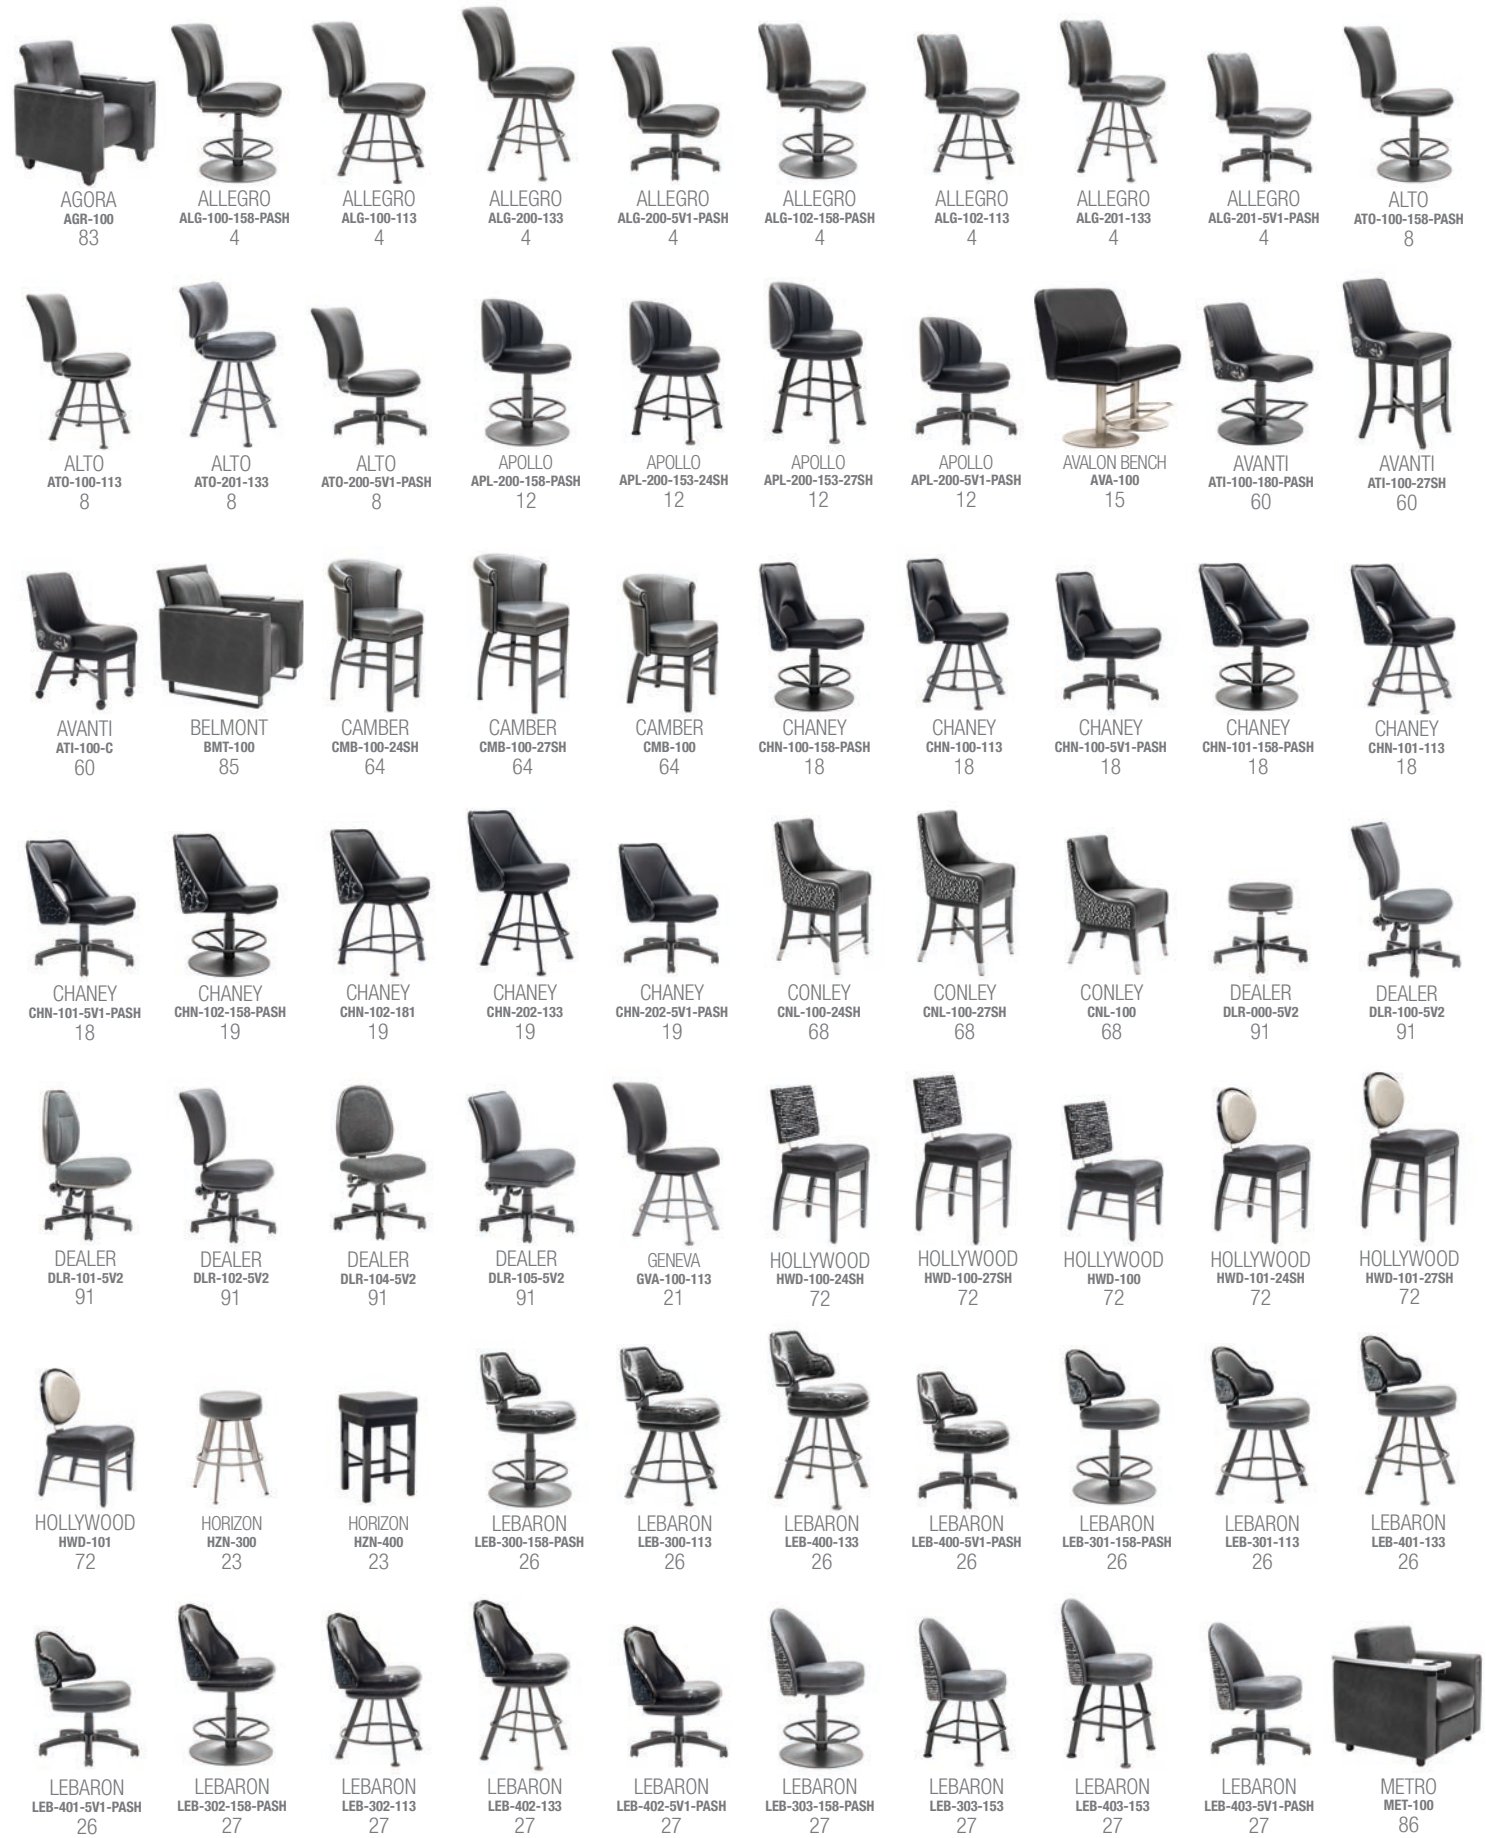 AGORA
AGR-100
83
ALLEGRO
ALG-100-158-PASH
4
ALLEGRO
ALG-100-113
4
ALLEGRO
ALG-200-133
4
ALLEGRO
ALG-200-5V1-PASH
4
ALLEGRO
ALG-102-158-PASH
4
ALLEGRO
ALG-102-113
4
ALLEGRO
ALG-201-133
4
ALLEGRO
ALG-201-5V1-PASH
4
ALTO
ATO-100-158-PASH
8
ALTO
ATO-100-113
8
ALTO
ATO-201-133
8
ALTO
ATO-200-5V1-PASH
8
APOLLO
APL-200-158-PASH
12
APOLLO
APL-200-153-24SH
12
APOLLO
APL-200-153-27SH
12
APOLLO
APL-200-5V1-PASH
12
AVALON BENCH
AVA-100
15
AVANTI
ATI-100-180-PASH
60
AVANTI
ATI-100-27SH
60
AVANTI
ATI-100-C
60
BELMONT
BMT-100
85
CAMBER
CMB-100-24SH
64
CAMBER
CMB-100-27SH
64
CAMBER
CMB-100
64
CHANEY
CHN-100-158-PASH
18
CHANEY
CHN-100-113
18
CHANEY
CHN-100-5V1-PASH
18
CHANEY
CHN-101-158-PASH
18
CHANEY
CHN-101-113
18
CHANEY
CHN-101-5V1-PASH
18
CHANEY
CHN-102-158-PASH
19
CHANEY
CHN-102-181
19
CHANEY
CHN-202-133
19
CHANEY
CHN-202-5V1-PASH
19
CONLEY
CNL-100-24SH
68
CONLEY
CNL-100-27SH
68
CONLEY
CNL-100
68
DEALER
DLR-000-5V2
91
DEALER
DLR-100-5V2
91
DEALER
DLR-101-5V2
91
DEALER
DLR-102-5V2
91
DEALER
DLR-104-5V2
91
DEALER
DLR-105-5V2
91
GENEVA
GVA-100-113
21
HOLLYWOOD
HWD-100-24SH
72
HOLLYWOOD
HWD-100-27SH
72
HOLLYWOOD
HWD-100
72
HOLLYWOOD
HWD-101-24SH
72
HOLLYWOOD
HWD-101-27SH
72
HOLLYWOOD
HWD-101
72
HORIZON
HZN-300
23
HORIZON
HZN-400
23
LEBARON
LEB-300-158-PASH
26
LEBARON
LEB-300-113
26
LEBARON
LEB-400-133
26
LEBARON
LEB-400-5V1-PASH
26
LEBARON
LEB-301-158-PASH
26
LEBARON
LEB-301-113
26
LEBARON
LEB-401-133
26
LEBARON
LEB-401-5V1-PASH
26
LEBARON
LEB-302-158-PASH
27
LEBARON
LEB-302-113
27
LEBARON
LEB-402-133
27
LEBARON
LEB-402-5V1-PASH
27
LEBARON
LEB-303-158-PASH
27
LEBARON
LEB-303-153
27
LEBARON
LEB-403-153
27
LEBARON
LEB-403-5V1-PASH
27
METRO
MET-100
86